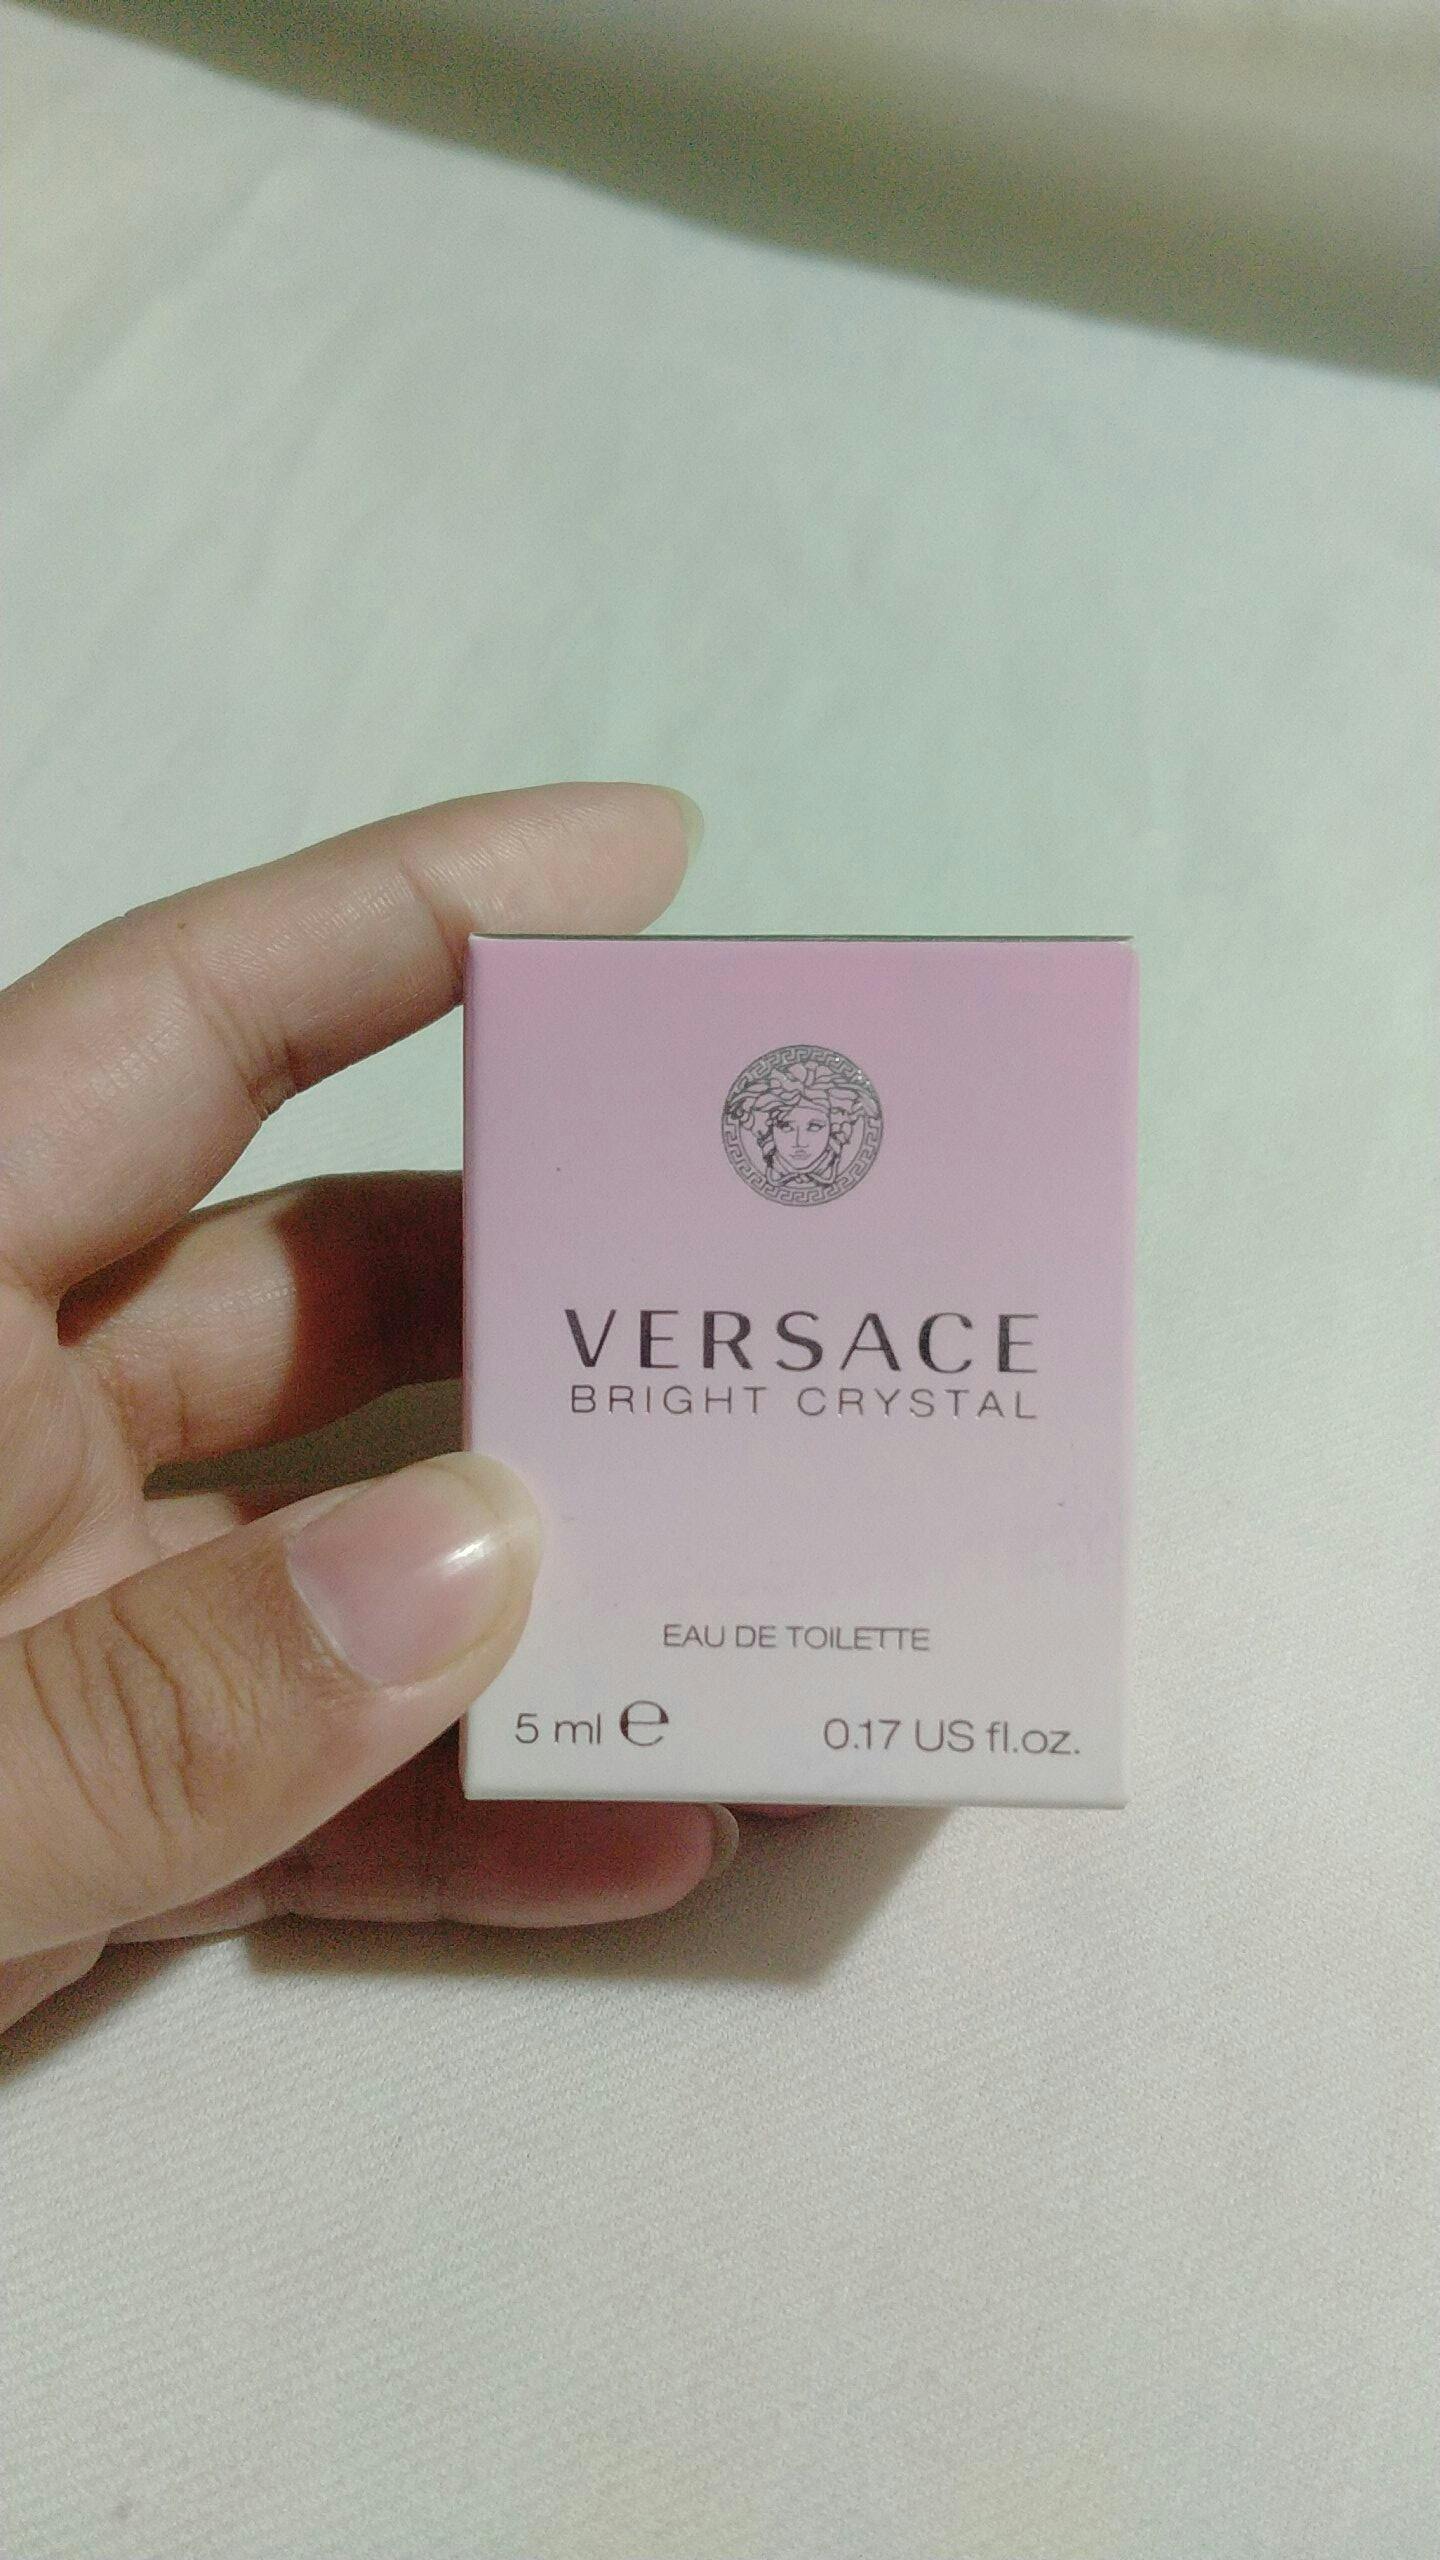 VERSACE
BRIGHT CRYSTAL
EAU DE TOILETTE
5 ml ℮ 0.17 US fl.oz.